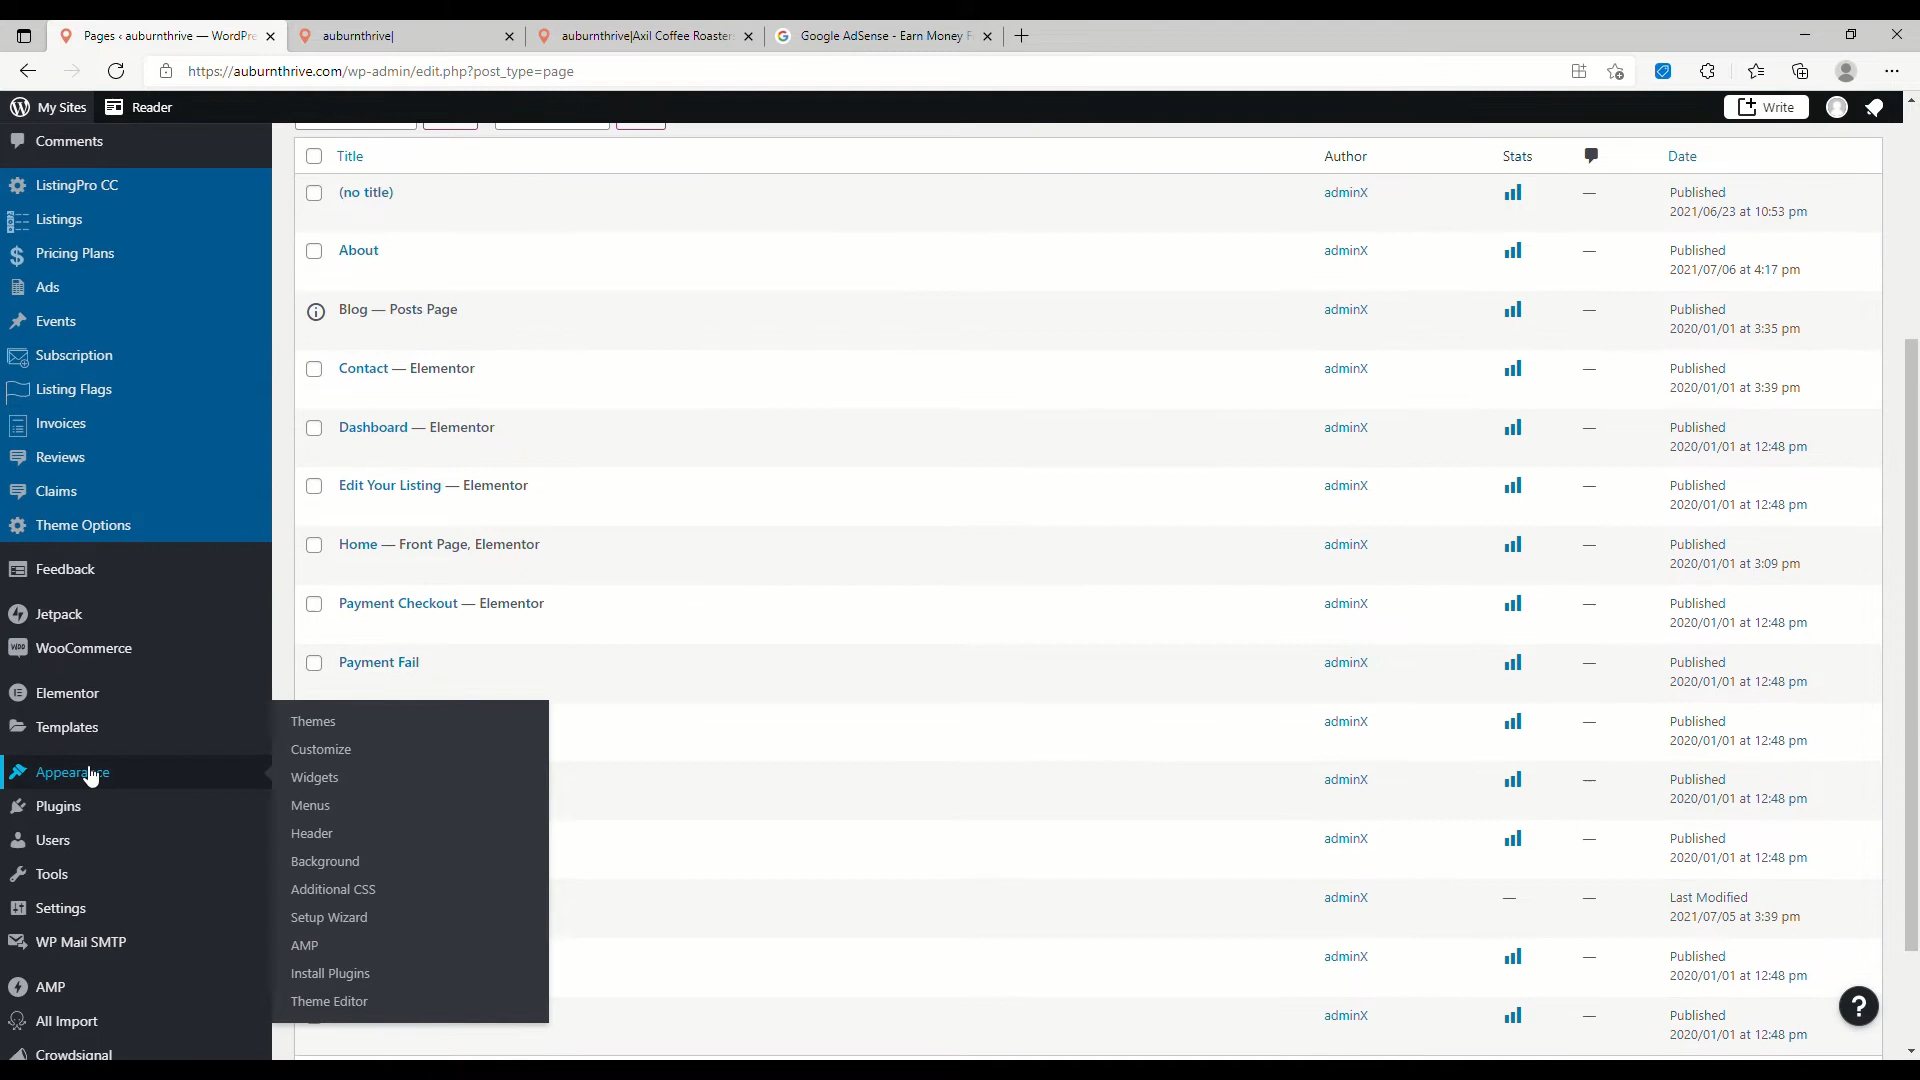 Pages ‹ auburnthrive — WordPre
auburnthrive|
auburnthrive|Axil Coffee Roaster
Google AdSense - Earn Money F
https://auburnthrive.com/wp-admin/edit.php?post_type=page
My Sites
Reader
Write
Comments
ListingPro CC
Listings
Pricing Plans
Ads
Events
Subscription
Listing Flags
Invoices
Reviews
Claims
Theme Options
Feedback
Jetpack
WooCommerce
Elementor
Templates
Appearance
Plugins
Users
Tools
Settings
WP Mail SMTP
AMP
All Import
Crowdsignal
Themes
Customize
Widgets
Menus
Header
Background
Additional CSS
Setup Wizard
AMP
Install Plugins
Theme Editor
Title Author Stats Date
(no title) adminX — Published
2021/06/23 at 10:53 pm
About adminX — Published
2021/07/06 at 4:17 pm
Blog — Posts Page adminX — Published
2020/01/01 at 3:35 pm
Contact — Elementor adminX — Published
2020/01/01 at 3:39 pm
Dashboard — Elementor adminX — Published
2020/01/01 at 12:48 pm
Edit Your Listing — Elementor adminX — Published
2020/01/01 at 12:48 pm
Home — Front Page, Elementor adminX — Published
2020/01/01 at 3:09 pm
Payment Checkout — Elementor adminX — Published
2020/01/01 at 12:48 pm
Payment Fail adminX — Published
2020/01/01 at 12:48 pm
adminX — Published
2020/01/01 at 12:48 pm
adminX — Published
2020/01/01 at 12:48 pm
adminX — Published
2020/01/01 at 12:48 pm
adminX — — Last Modified
2021/07/05 at 3:39 pm
adminX — Published
2020/01/01 at 12:48 pm
adminX — Published
2020/01/01 at 12:48 pm
?